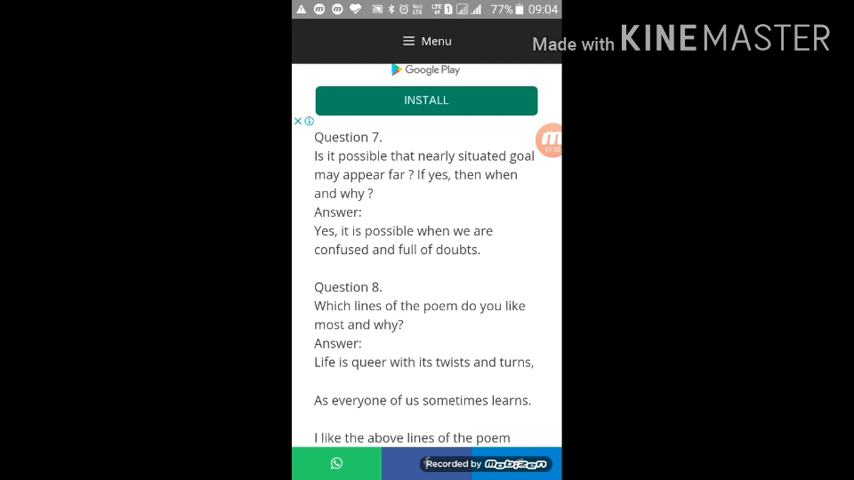 77% 09:04
Menu
Made with KINEMASTER
Google Play
INSTALL
Question 7.
Is it possible that nearly situated goal
may appear far ? If yes, then when
and why ?
Answer:
Yes, it is possible when we are
confused and full of doubts.
Question 8.
Which lines of the poem do you like
most and why?
Answer:
Life is queer with its twists and turns,
As everyone of us sometimes learns.
I like the above lines of the poem
Recorded by mobizen